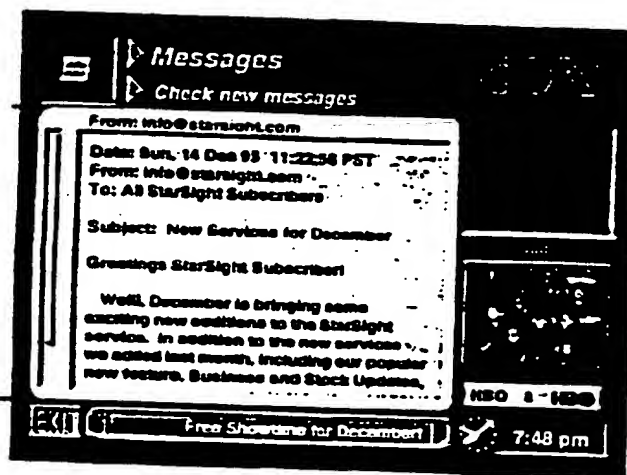 Messages
Check new messages
From: info@starsight.com
Date: Sun, 14 Dec 95 11:22:56 PST
From: info@starsight.com
To: All StarSight Subscribers
Subject: New Services for December
Greetings StarSight Subscriber!
Well, December is bringing some
exciting new additions to the StarSight
service. In addition to the new services
we added last month, including our popular
new feature, Business and Stock Updates,
HBO 8
EXIT
Free Showtime for December!
7:48 pm